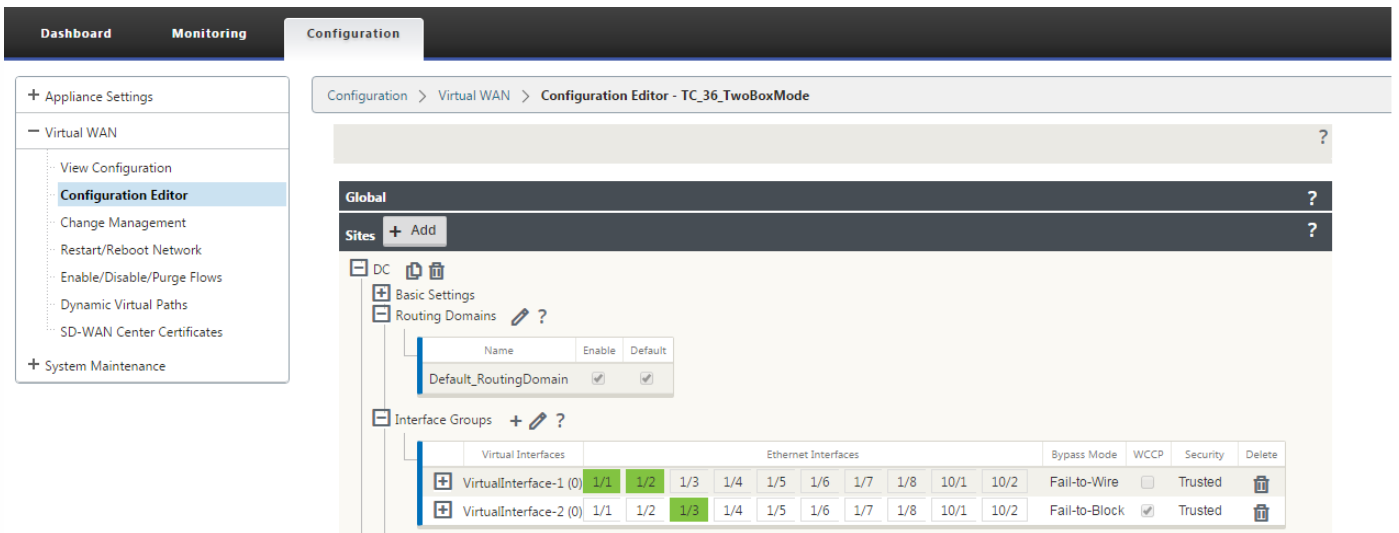 Dashboard Monitoring Configuration
+ Appliance Settings
− Virtual WAN
View Configuration
Configuration Editor
Change Management
Restart/Reboot Network
Enable/Disable/Purge Flows
Dynamic Virtual Paths
SD-WAN Center Certificates
+ System Maintenance
Configuration > Virtual WAN > Configuration Editor - TC_36_TwoBoxMode
?
Global ?
Sites + Add ?
DC
Basic Settings
Routing Domains ?
Name Enable Default
Default_RoutingDomain
Interface Groups + ?
Virtual Interfaces Ethernet Interfaces Bypass Mode WCCP Security Delete
VirtualInterface-1 (0) 1/1 1/2 1/3 1/4 1/5 1/6 1/7 1/8 10/1 10/2 Fail-to-Wire Trusted
VirtualInterface-2 (0) 1/1 1/2 1/3 1/4 1/5 1/6 1/7 1/8 10/1 10/2 Fail-to-Block Trusted